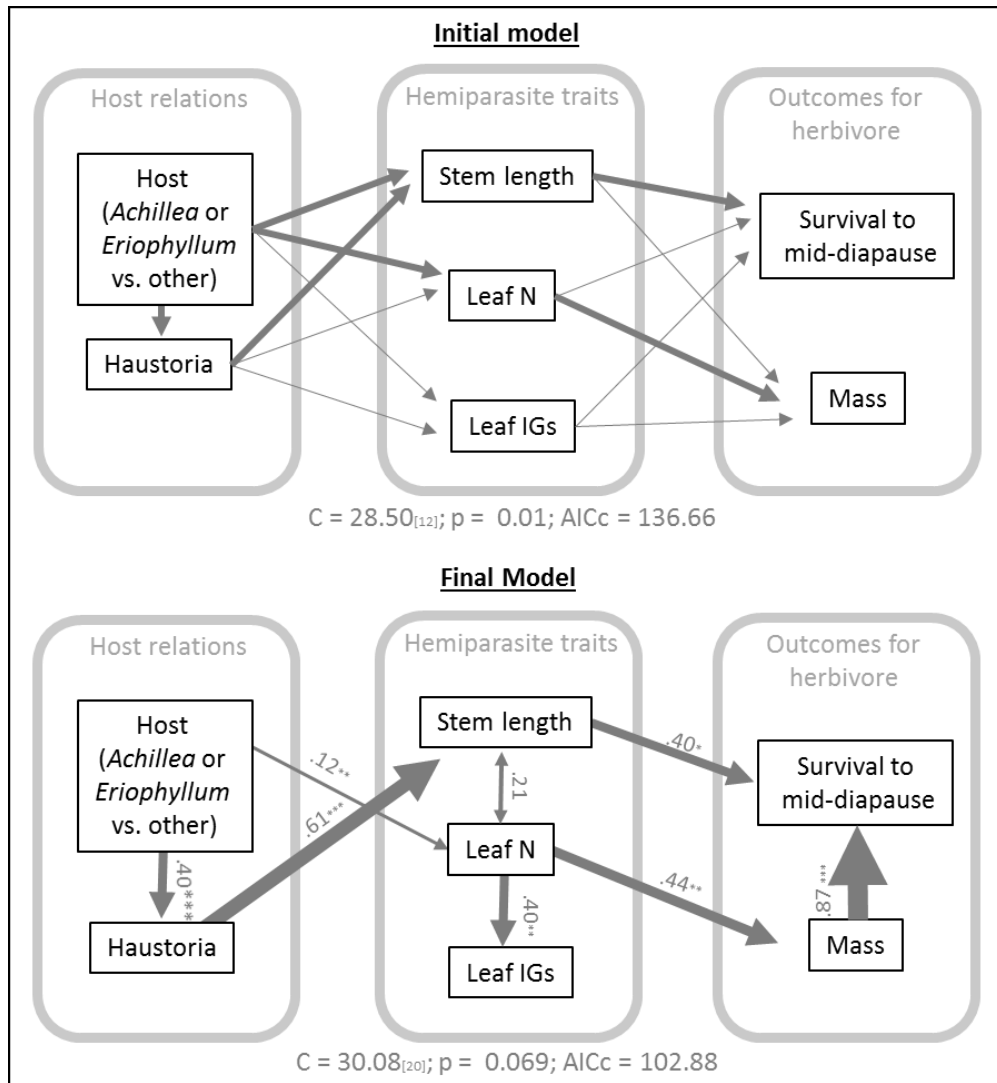 Initial model
Host relations
Hemiparasite traits
Outcomes for
herbivore
Host
(Achillea or
Eriophyllum
vs. other)
Haustoria
Stem length
Leaf N
Leaf IGs
Survival to
mid-diapause
Mass
C = 28.50[12]; p = 0.01; AICc = 136.66
Final Model
Host relations
Hemiparasite traits
Outcomes for
herbivore
Host
(Achillea or
Eriophyllum
vs. other)
.40***
Haustoria
.12**
.61***
Stem length
.21
Leaf N
.40**
Leaf IGs
.40*
.44**
Survival to
mid-diapause
.87***
Mass
C = 30.08[20]; p = 0.069; AICc = 102.88